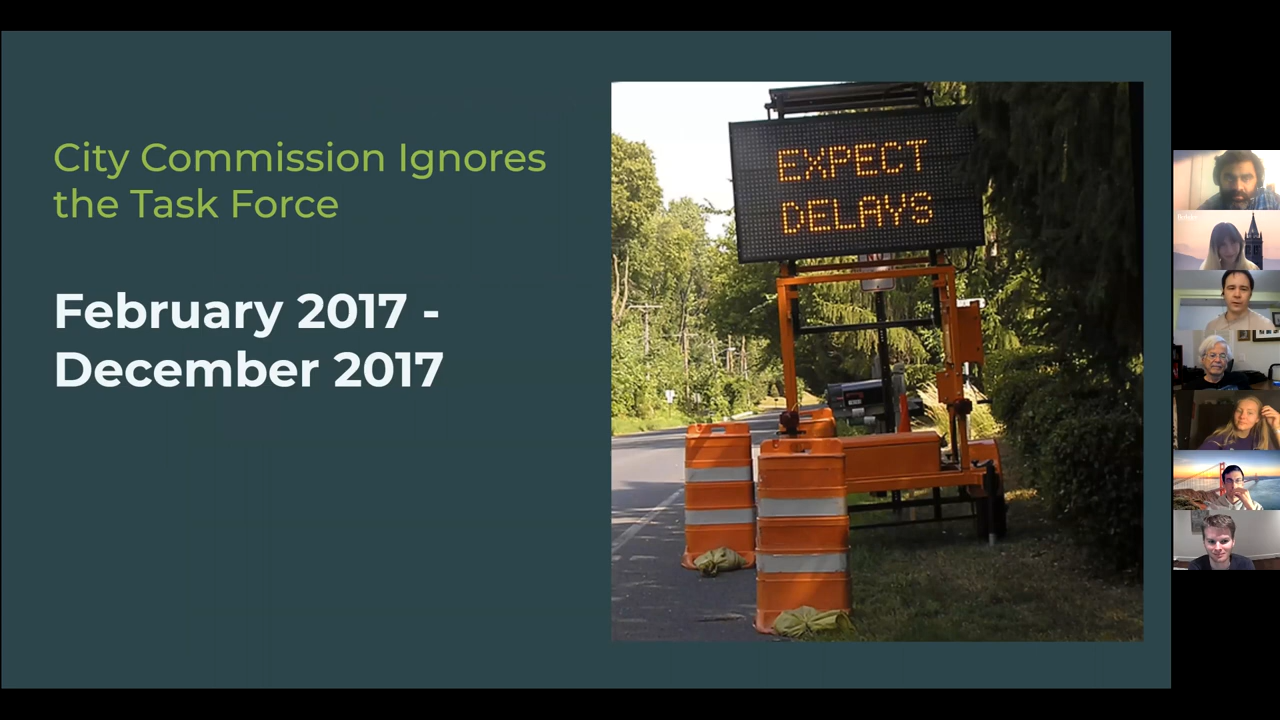 City Commission Ignores
the Task Force
February 2017 -
December 2017
EXPECT
DELAYS